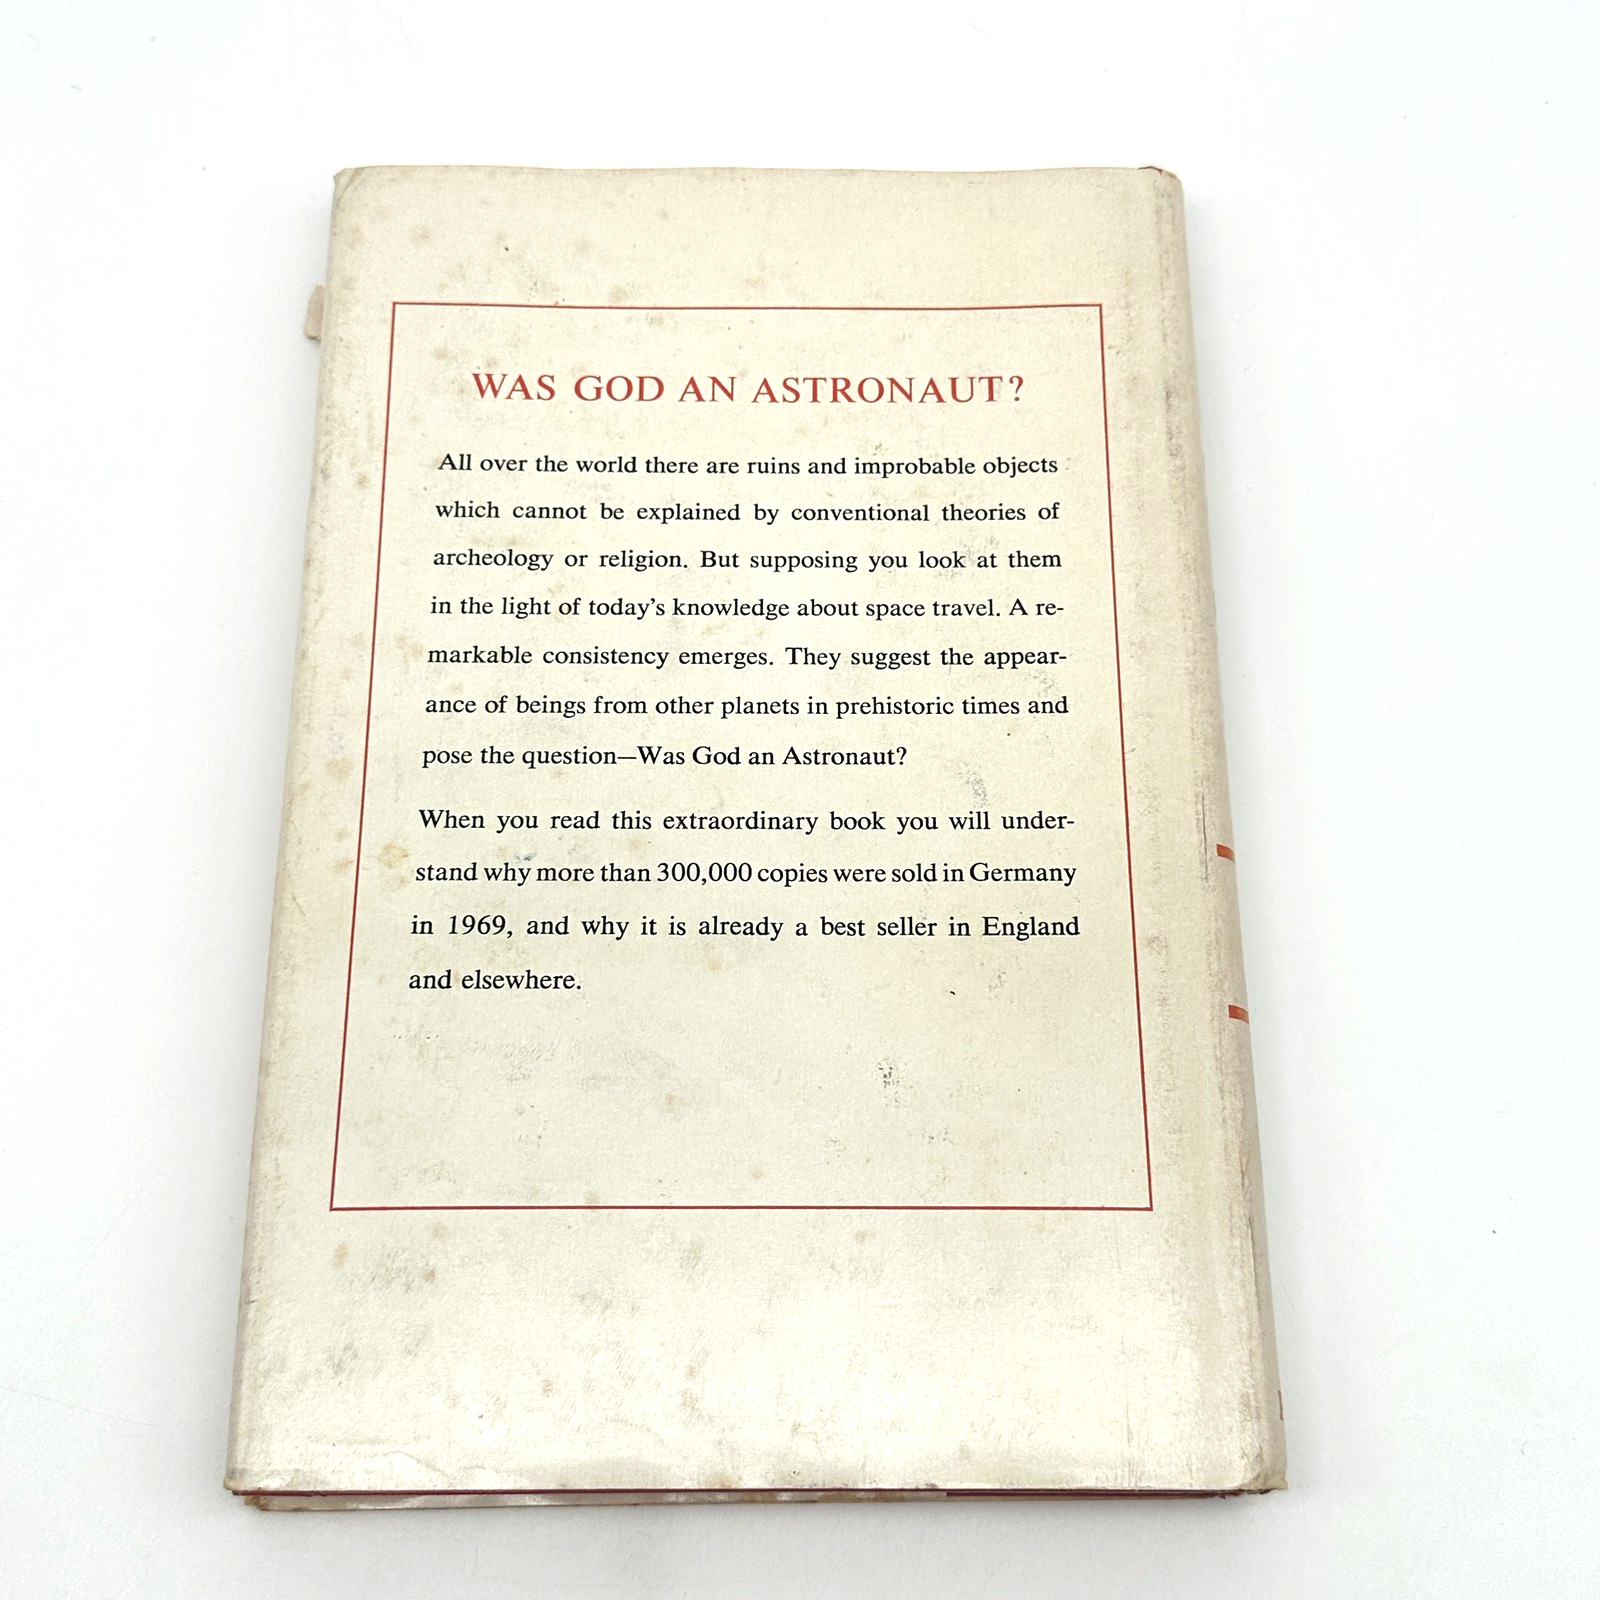 WAS GOD AN ASTRONAUT?
All over the world there are ruins and improbable objects
which cannot be explained by conventional theories of
archeology or religion. But supposing you look at them
in the light of today's knowledge about space travel. A re-
markable consistency emerges. They suggest the appear-
ance of beings from other planets in prehistoric times and
pose the question—Was God an Astronaut?
When you read this extraordinary book you will under-
stand why more than 300,000 copies were sold in Germany
in 1969, and why it is already a best seller in England
and elsewhere.